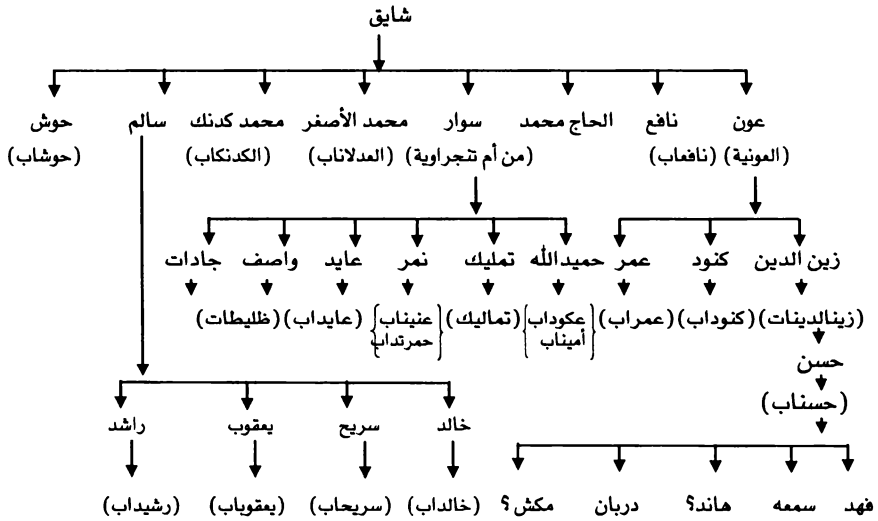 شايق
عون نافع الحاج محمد سوار محمد الأصفر محمد كدنك سالم حوش
(العونية) (نافعاب) (من أم تنجراوية) (العدلاناب) (الكدنكاب) (حوشاب)
زين الدين كنود عمر حميدالله تمليك نمر عايد واصف جادات
(زينالدينات) (كنوداب) (عمراب) {عكوداب (تماليك) {عنيناب (عايداب) (ظليطات)
أميناب} حمرتداب}
حسن
(حسناب)
خالد سريح يعقوب راشد
فهد سمعه هاند؟ دربان مكش؟ (خالداب) (سريحاب) (يعقوباب) (رشيداب)